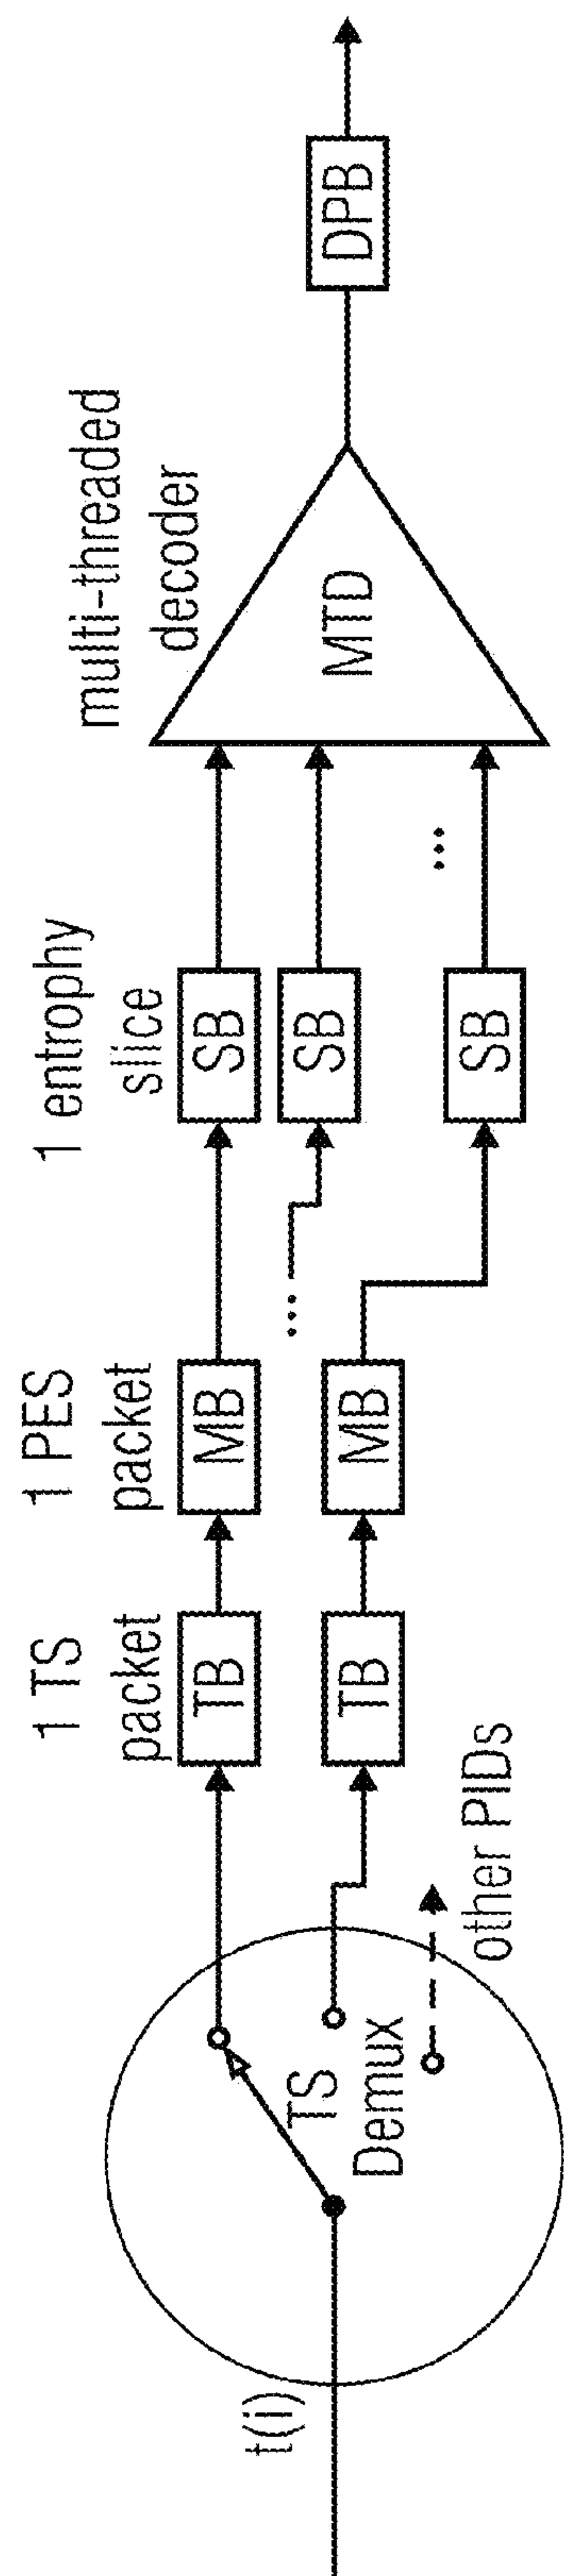 t(i)
TS
Demux
other PIDs
1 TS
packet
TB
TB
1 PES
packet
MB
MB
...
1 entropy
slice
SB
SB
SB
...
multi-threaded
decoder
MTD
DPB